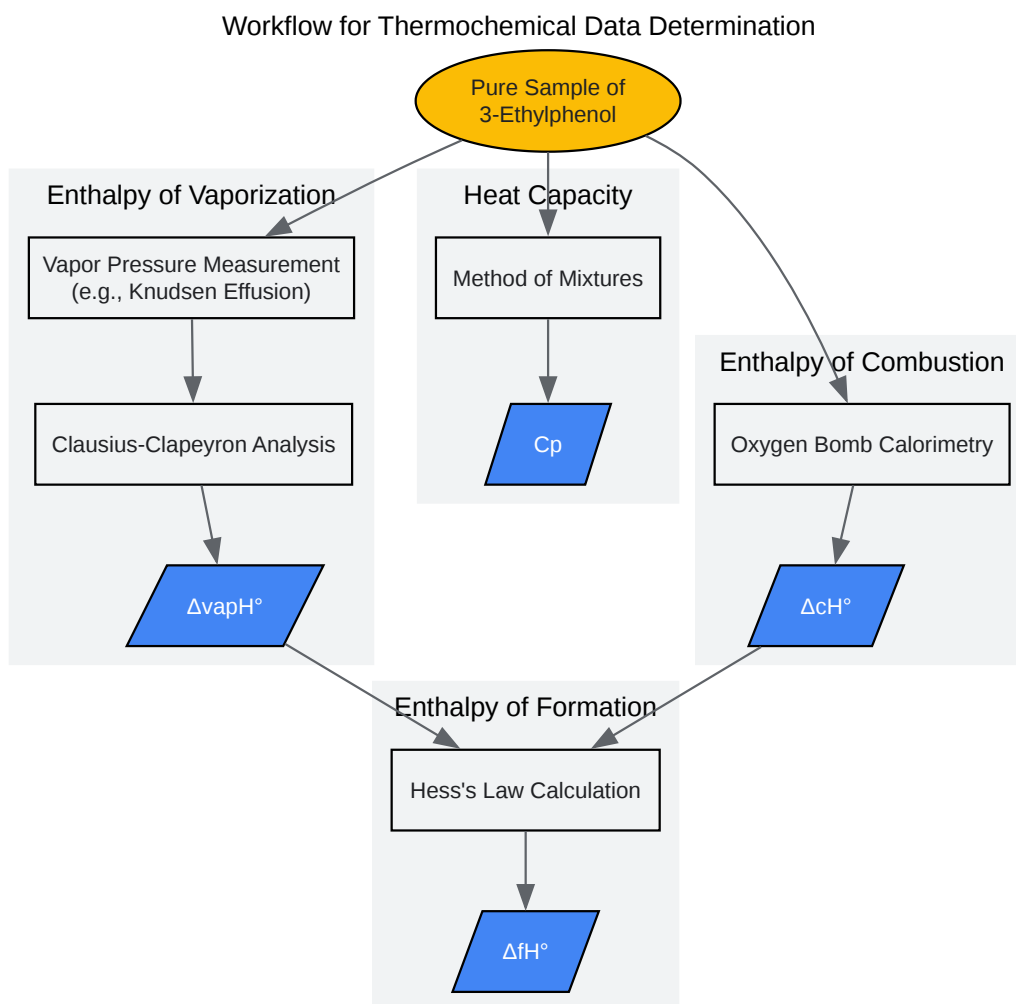 Workflow for Thermochemical Data Determination
Pure Sample of
3-Ethylphenol
Enthalpy of Vaporization
Vapor Pressure Measurement
(e.g., Knudsen Effusion)
Clausius-Clapeyron Analysis
ΔvapH°
Heat Capacity
Method of Mixtures
Cp
Enthalpy of Combustion
Oxygen Bomb Calorimetry
ΔcH°
Enthalpy of Formation
Hess's Law Calculation
ΔfH°